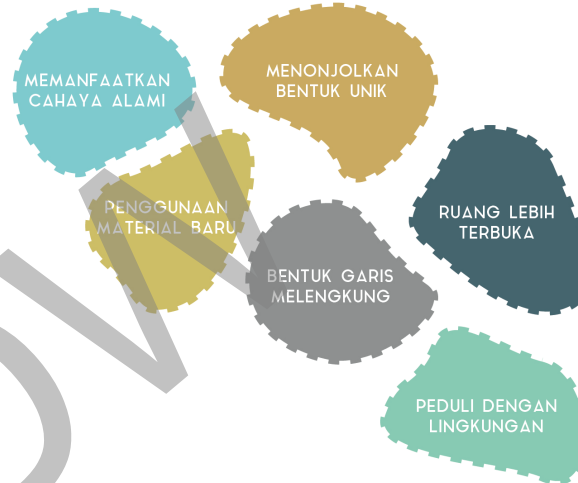 MEMANFAATKAN
CAHAYA ALAMI
MENONJOLKAN
BENTUK UNIK
PENGGUNAAN
MATERIAL BARU
RUANG LEBIH
TERBUKA
BENTUK GARIS
MELENGKUNG
PEDULI DENGAN
LINGKUNGAN